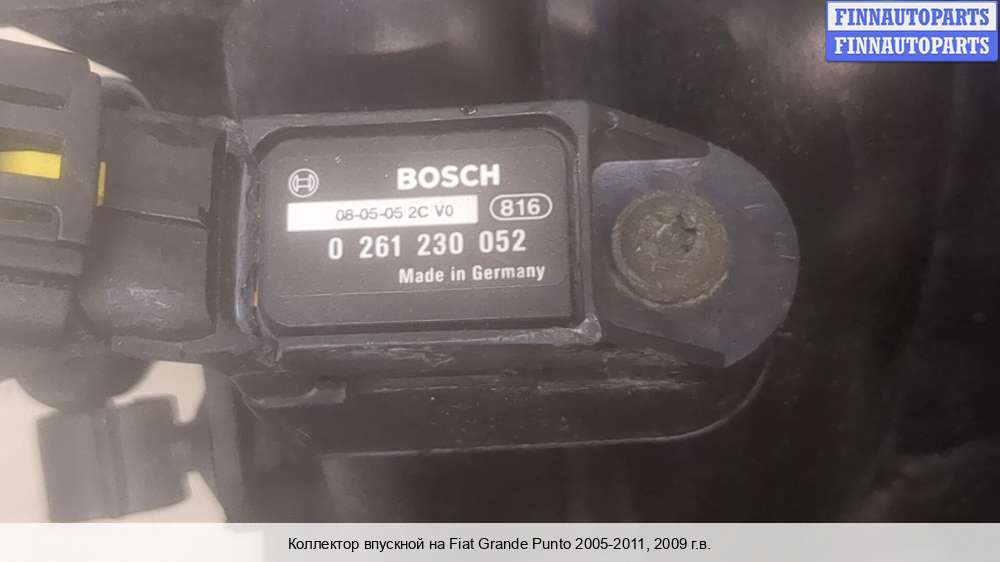 FINNAUTOPARTS
FINNAUTOPARTS
BOSCH
08-05-05 2C V0 816
0 261 230 052
Made in Germany
Коллектор впускной на Fiat Grande Punto 2005-2011, 2009 г.в.